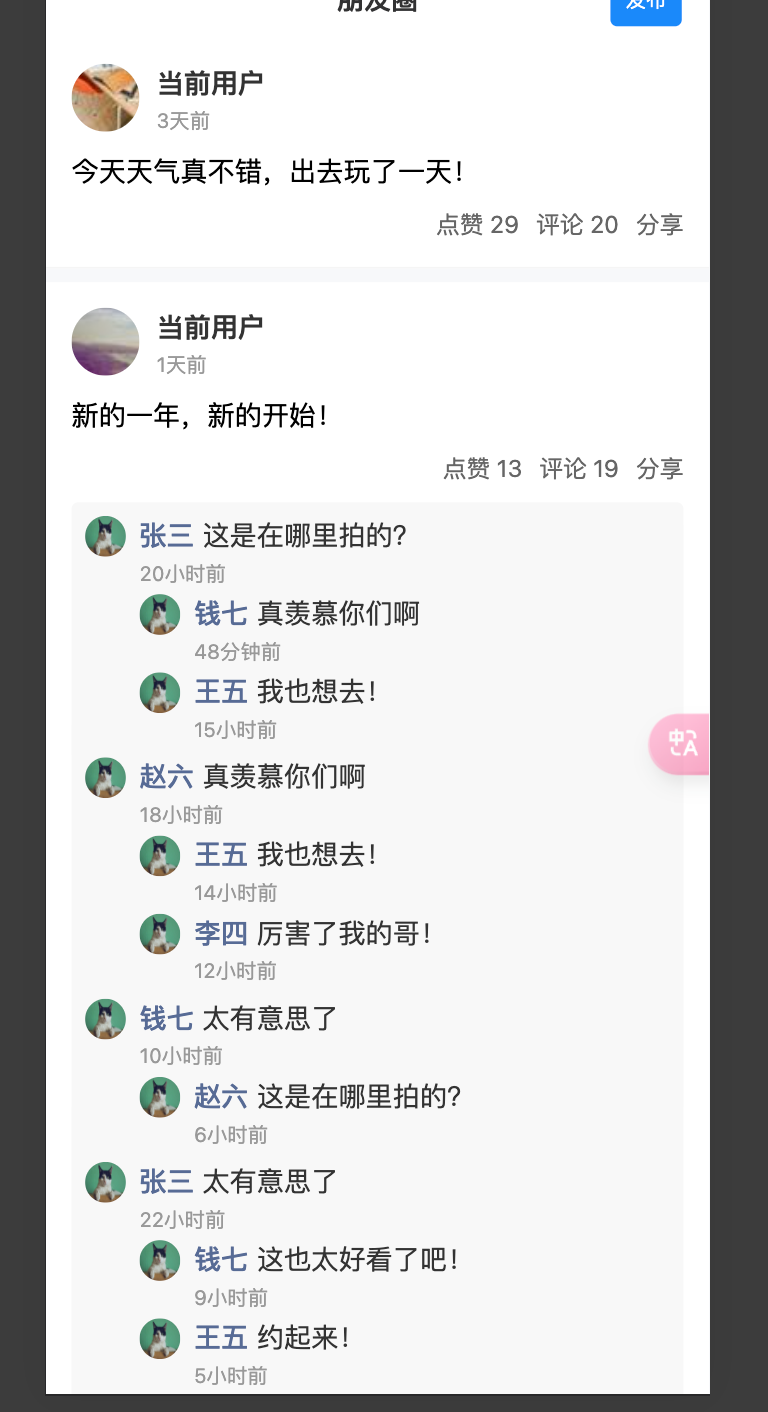 朋友圈
发布
当前用户
3天前
今天天气真不错，出去玩了一天！
点赞 29 评论 20 分享
当前用户
1天前
新的一年，新的开始！
点赞 13 评论 19 分享
张三 这是在哪里拍的?
20小时前
钱七 真羡慕你们啊
48分钟前
王五 我也想去！
15小时前
中A
赵六 真羡慕你们啊
18小时前
王五 我也想去！
14小时前
李四 厉害了我的哥！
12小时前
钱七 太有意思了
10小时前
赵六 这是在哪里拍的?
6小时前
张三 太有意思了
22小时前
钱七 这也太好看了吧！
9小时前
王五 约起来！
5小时前